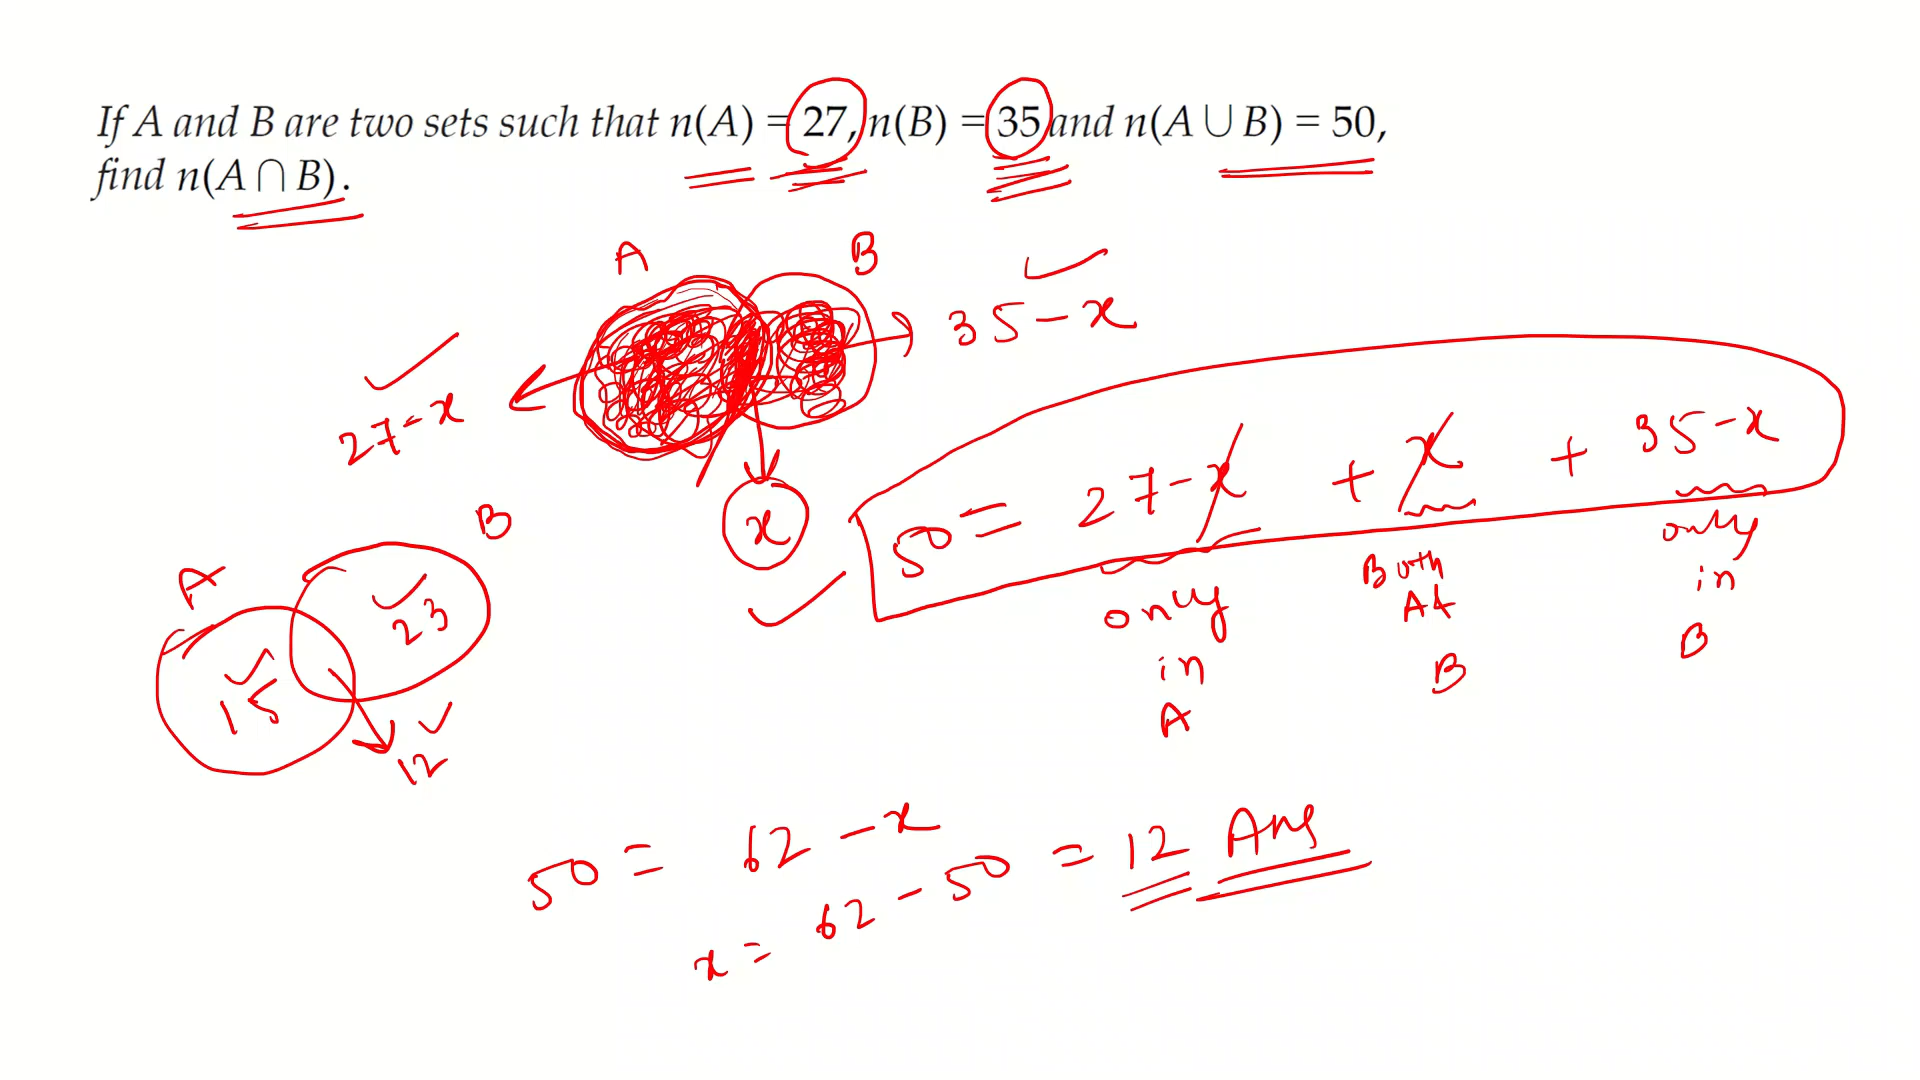 If A and B are two sets such that n(A) = 27, n(B) = 35 and n(A ∪ B) = 50,
find n(A ∩ B).
A
B
35-x
27-x
x
50 = 27-x + x + 35-x
only
in
A
Both
A &
B
only
in
B
A
B
15
23
12
50 = 62 - x
x = 62 - 50 = 12 Ans